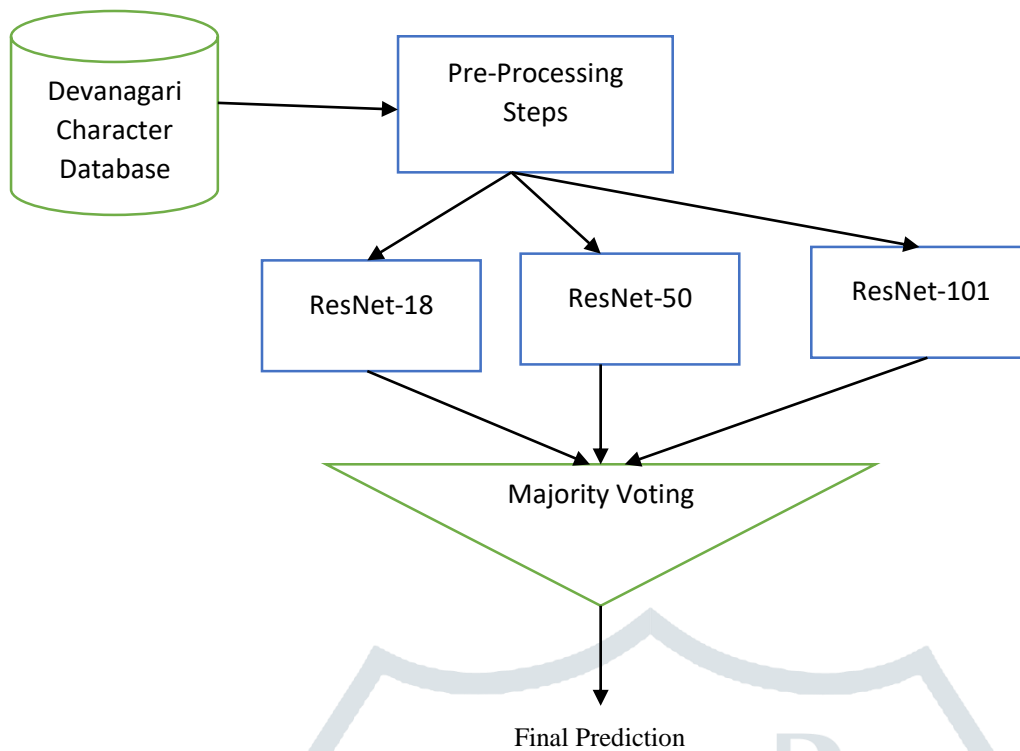 Devanagari
Character
Database
Pre-Processing
Steps
ResNet-18
ResNet-50
ResNet-101
Majority Voting
Final Prediction
R